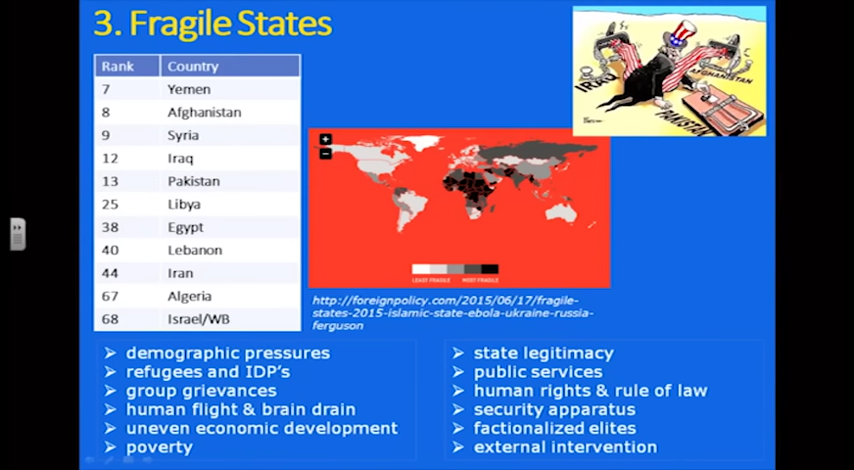 3. Fragile States
Rank Country
7 Yemen
8 Afghanistan
9 Syria
12 Iraq
13 Pakistan
25 Libya
38 Egypt
40 Lebanon
44 Iran
67 Algeria
68 Israel/WB
IRAQ
AFGHANISTAN
PAKISTAN
+
−
LEAST FRAGILE MOST FRAGILE
http://foreignpolicy.com/2015/06/17/fragile-
states-2015-islamic-state-ebola-ukraine-russia-
ferguson
➢ demographic pressures
➢ refugees and IDP's
➢ group grievances
➢ human flight & brain drain
➢ uneven economic development
➢ poverty
➢ state legitimacy
➢ public services
➢ human rights & rule of law
➢ security apparatus
➢ factionalized elites
➢ external intervention